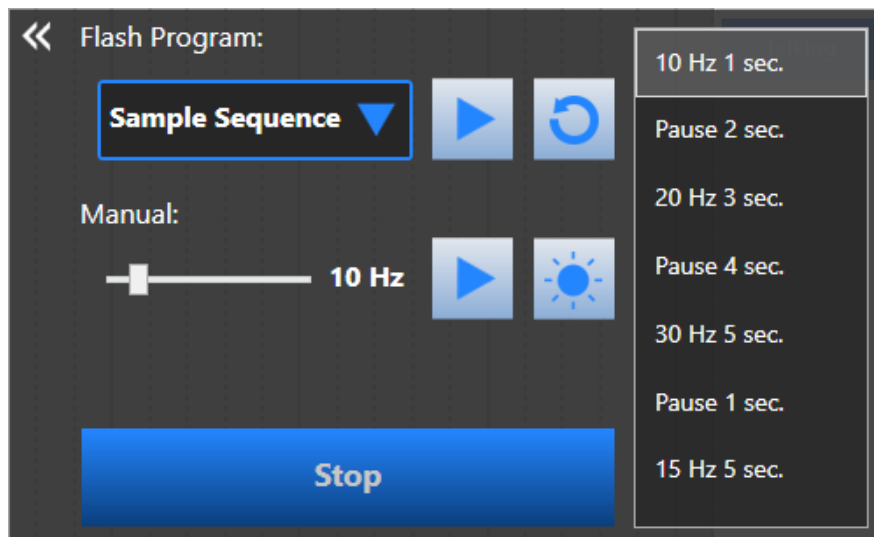 Flash Program:
Sample Sequence
Manual:
10 Hz
Stop
10 Hz 1 sec.
Pause 2 sec.
20 Hz 3 sec.
Pause 4 sec.
30 Hz 5 sec.
Pause 1 sec.
15 Hz 5 sec.